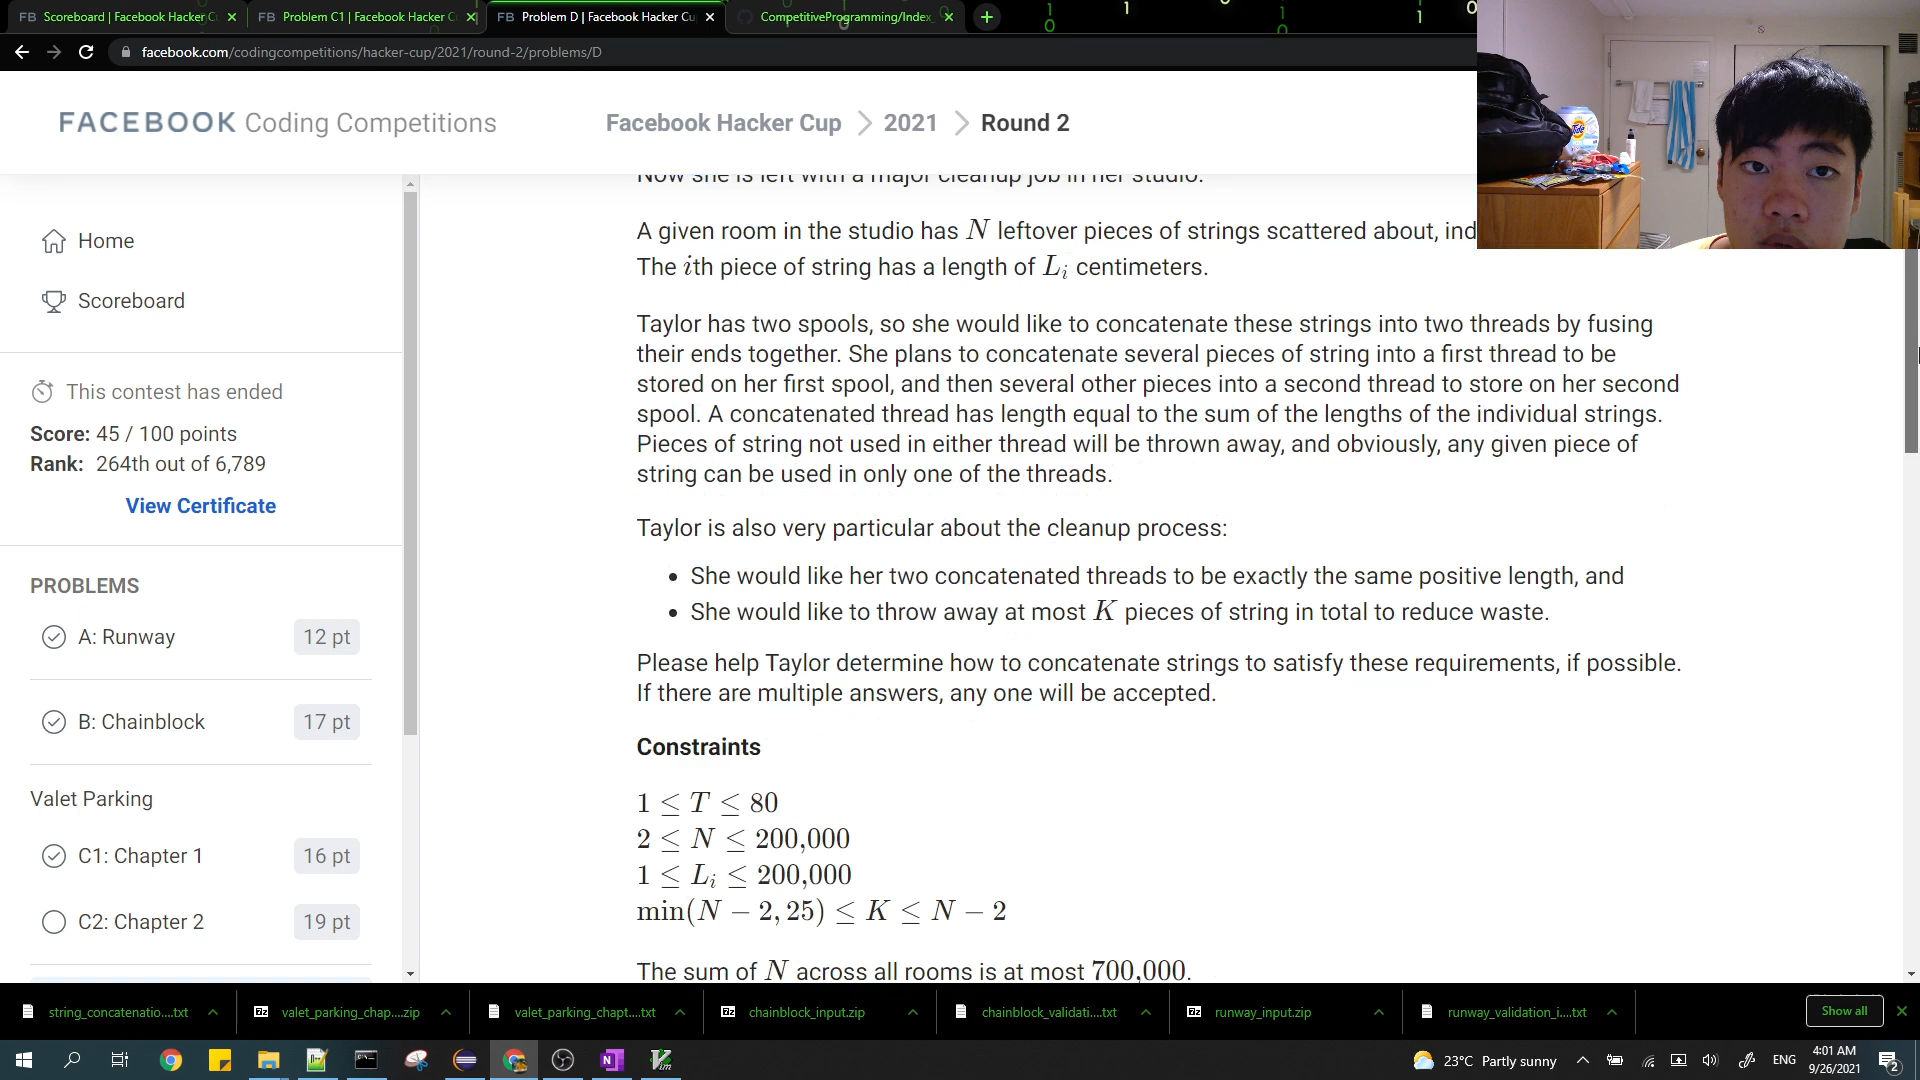 Scoreboard | Facebook Hacker C
Problem C1 | Facebook Hacker C
Problem D | Facebook Hacker Cu
CompetitiveProgramming/Index
facebook.com/codingcompetitions/hacker-cup/2021/round-2/problems/D
FACEBOOK Coding Competitions
Facebook Hacker Cup > 2021 > Round 2
Home
Scoreboard
This contest has ended
Score: 45 / 100 points
Rank: 264th out of 6,789
View Certificate
PROBLEMS
A: Runway 12 pt
B: Chainblock 17 pt
Valet Parking
C1: Chapter 1 16 pt
C2: Chapter 2 19 pt
Now she is left with a major cleanup job in her studio.
A given room in the studio has N leftover pieces of strings scattered about, ind
The ith piece of string has a length of Lᵢ centimeters.
Taylor has two spools, so she would like to concatenate these strings into two threads by fusing
their ends together. She plans to concatenate several pieces of string into a first thread to be
stored on her first spool, and then several other pieces into a second thread to store on her second
spool. A concatenated thread has length equal to the sum of the lengths of the individual strings.
Pieces of string not used in either thread will be thrown away, and obviously, any given piece of
string can be used in only one of the threads.
Taylor is also very particular about the cleanup process:
• She would like her two concatenated threads to be exactly the same positive length, and
• She would like to throw away at most K pieces of string in total to reduce waste.
Please help Taylor determine how to concatenate strings to satisfy these requirements, if possible.
If there are multiple answers, any one will be accepted.
Constraints
1 ≤ T ≤ 80
2 ≤ N ≤ 200,000
1 ≤ Lᵢ ≤ 200,000
min(N − 2, 25) ≤ K ≤ N − 2
The sum of N across all rooms is at most 700,000.
Tide
string_concatenatio....txt
valet_parking_chap....zip
valet_parking_chapt....txt
chainblock_input.zip
chainblock_validati....txt
runway_input.zip
runway_validation_i....txt
Show all
23°C Partly sunny
ENG
4:01 AM
9/26/2021
2